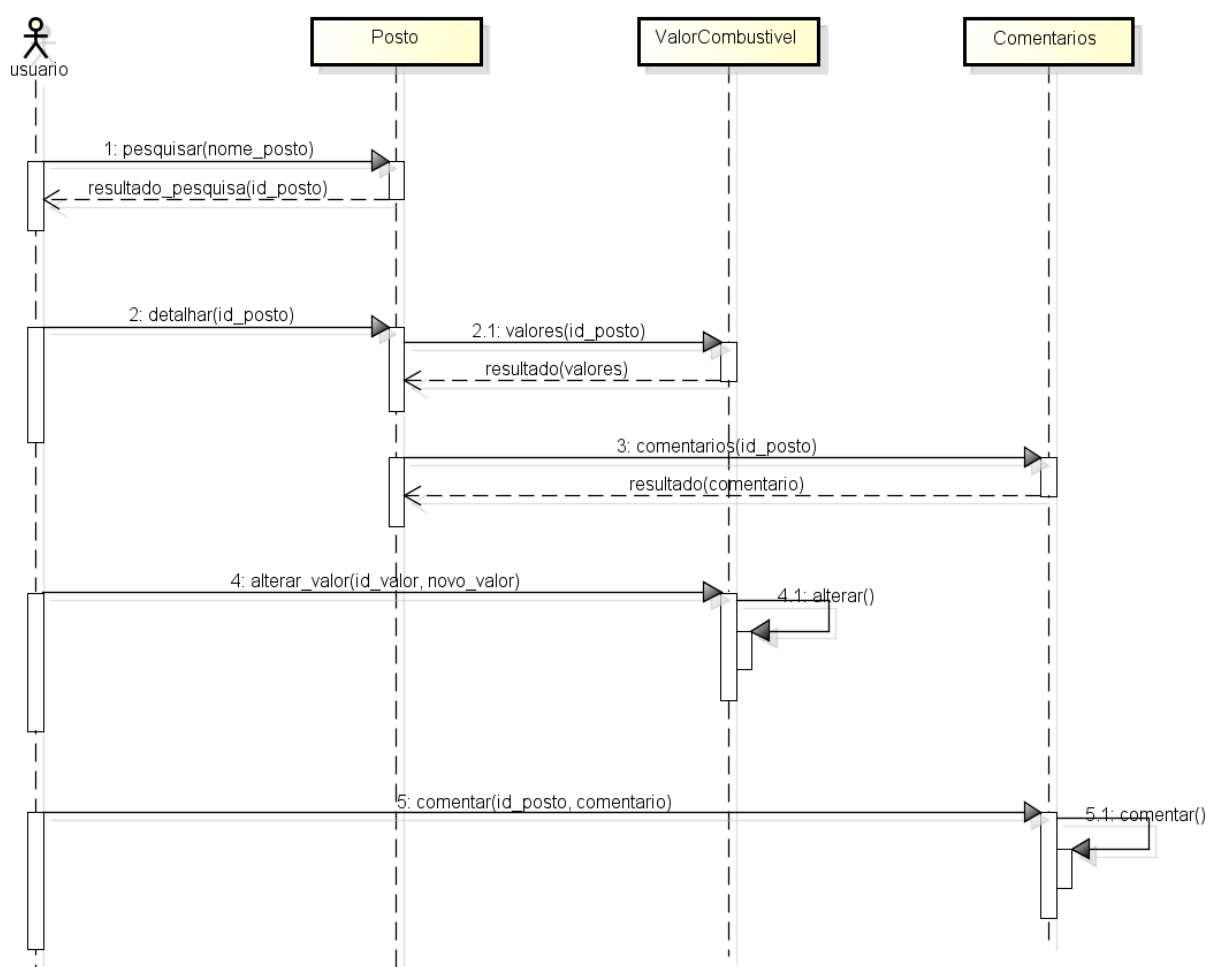 usuario
Posto
ValorCombustivel
Comentarios
1: pesquisar(nome_posto)
resultado_pesquisa(id_posto)
2: detalhar(id_posto)
2.1: valores(id_posto)
resultado(valores)
3: comentarios(id_posto)
resultado(comentario)
4: alterar_valor(id_valor, novo_valor)
4.1: alterar()
5: comentar(id_posto, comentario)
5.1: comentar()